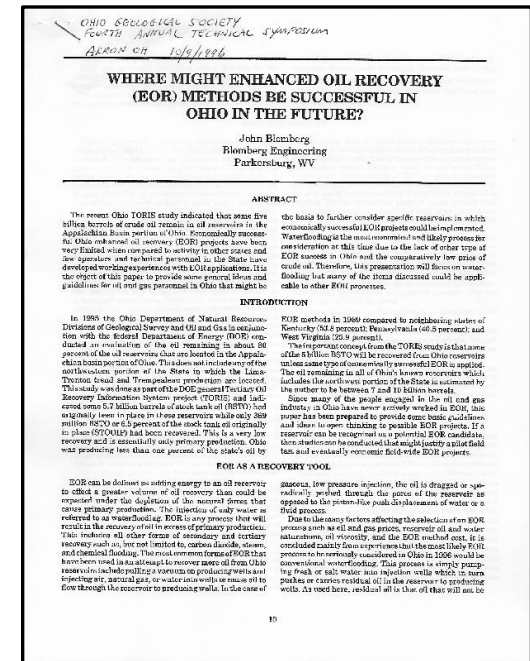 OHIO GEOLOGICAL SOCIETY
FOURTH ANNUAL TECHNICAL SYMPOSIUM
AKRON OH 10/9/1996
WHERE MIGHT ENHANCED OIL RECOVERY
(EOR) METHODS BE SUCCESSFUL IN
OHIO IN THE FUTURE?
John Blomberg
Blomberg Engineering
Parkersburg, WV
ABSTRACT
The recent Ohio TORIS study indicated that some five
billion barrels of crude oil remain in oil reservoirs in the
Appalachian Basin portion of Ohio. Economically success-
ful Ohio enhanced oil recovery (EOR) projects have been
very limited when compared to activity in other states and
few operators and technical personnel in the State have
developed working experiences with EOR applications. It is
the object of this paper to provide some general ideas and
guidelines for oil and gas personnel in Ohio that might be
the basis to further consider specific reservoirs in which
economically successful EOR projects could be implemented.
Waterflooding is the most economical and likely process for
consideration at this time due to the lack of other type of
EOR success in Ohio and the comparatively low price of
crude oil. Therefore, this presentation will focus on water-
flooding but many of the items discussed could be appli-
cable to other EOR processes.
INTRODUCTION
In 1995 the Ohio Department of Natural Resources
Divisions of Geological Survey and Oil and Gas in conjunc-
tion with the federal Department of Energy (DOE) con-
ducted an evaluation of the oil remaining in about 80
percent of the oil reservoirs that are located in the Appala-
chian basin portion of Ohio. This does not include any of the
northwestern portion of the State in which the Lima-
Trenton trend and Trempealeau production are located.
This study was done as part of the DOE general Tertiary Oil
Recovery Information System project (TORIS) and indi-
cated some 5.7 billion barrels of stock tank oil (BSTO) had
originally been in place in these reservoirs while only 369
million BSTO or 6.5 percent of the stock tank oil originally
in place (STOOIP) had been recovered. This is a very low
recovery and is essentially only primary production. Ohio
was producing less than one percent of the state's oil by
EOR methods in 1989 compared to neighboring states of
Kentucky (53.8 percent); Pennsylvania (40.5 percent); and
West Virginia (23.9 percent).
The important concept from the TORIS study is that none
of the 5 billion BSTO will be recovered from Ohio reservoirs
unless some type of economically successful EOR is applied.
The oil remaining in all of Ohio's known reservoirs which
includes the northwest portion of the State is estimated by
the author to be between 7 and 10 billion barrels.
Since many of the people engaged in the oil and gas
industry in Ohio have never actively worked in EOR, this
paper has been prepared to provide some basic guidelines
and ideas to open thinking to possible EOR projects. If a
reservoir can be recognized as a potential EOR candidate,
then studies can be conducted that might justify a pilot field
test and eventually economic field-wide EOR projects.
EOR AS A RECOVERY TOOL
EOR can be defined as adding energy to an oil reservoir
to effect a greater volume of oil recovery than could be
expected under the depletion of the natural forces that
cause primary production. The injection of only water is
referred to as waterflooding. EOR is any process that will
result in the recovery of oil in excess of primary production.
This includes all other forms of secondary and tertiary
recovery such as, but not limited to, carbon dioxide, steam,
and chemical flooding. The most common forms of EOR that
have been used in an attempt to recover more oil from Ohio
reservoirs include pulling a vacuum on producing wells and
injecting air, natural gas, or water into wells to cause oil to
flow through the reservoir to producing wells. In the case of
gaseous, low pressure injection, the oil is dragged or spo-
radically pushed through the pores of the reservoir as
opposed to the piston-like push displacement of water or a
fluid process.
Due to the many factors affecting the selection of an EOR
process such as oil and gas prices, reservoir oil and water
saturations, oil viscosity, and the EOR method cost, it is
concluded mainly from experience that the most likely EOR
process to be seriously considered in Ohio in 1996 would be
conventional waterflooding. This process is simply pump-
ing fresh or salt water into injection wells which in turn
pushes or carries residual oil in the reservoir to producing
wells. As used here, residual oil is that oil that will not be
10